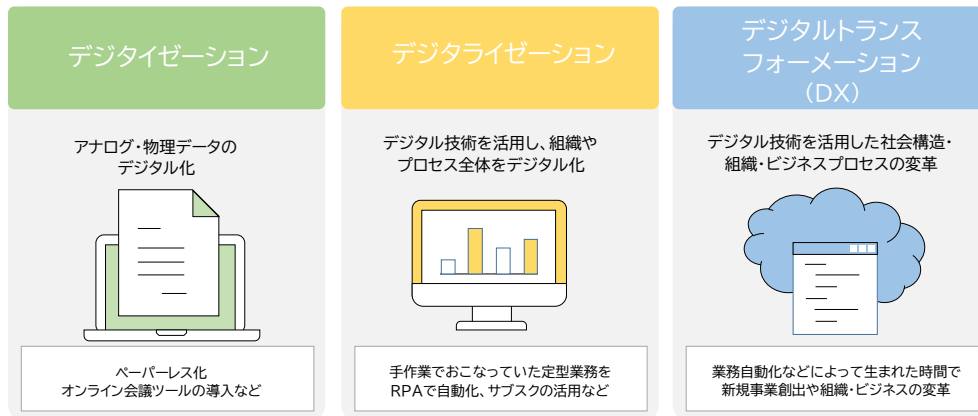 デジタイゼーション
アナログ・物理データの
デジタル化
ペーパーレス化
オンライン会議ツールの導入など
デジタライゼーション
デジタル技術を活用し、組織や
プロセス全体をデジタル化
手作業でおこなっていた定型業務を
RPAで自動化、サブスクの活用など
デジタルトランス
フォーメーション
（DX）
デジタル技術を活用した社会構造・
組織・ビジネスプロセスの変革
業務自動化などによって生まれた時間で
新規事業創出や組織・ビジネスの変革